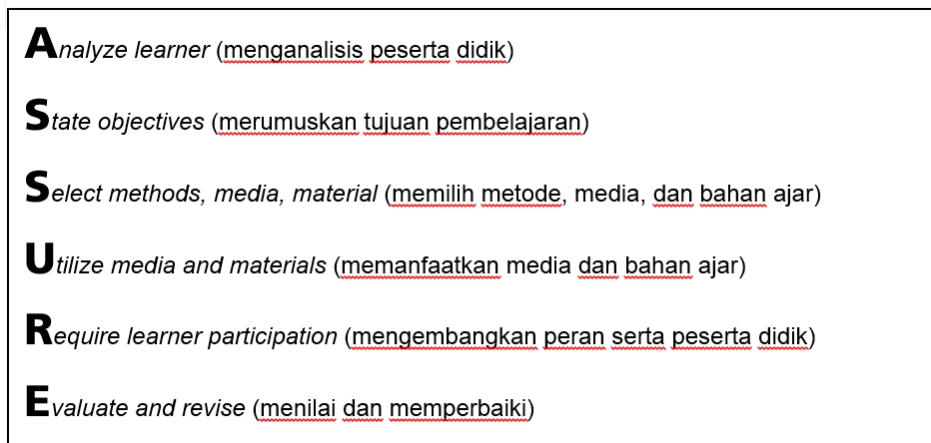 Analyze learner (menganalisis peserta didik)
State objectives (merumuskan tujuan pembelajaran)
Select methods, media, material (memilih metode, media, dan bahan ajar)
Utilize media and materials (memanfaatkan media dan bahan ajar)
Require learner participation (mengembangkan peran serta peserta didik)
Evaluate and revise (menilai dan memperbaiki)